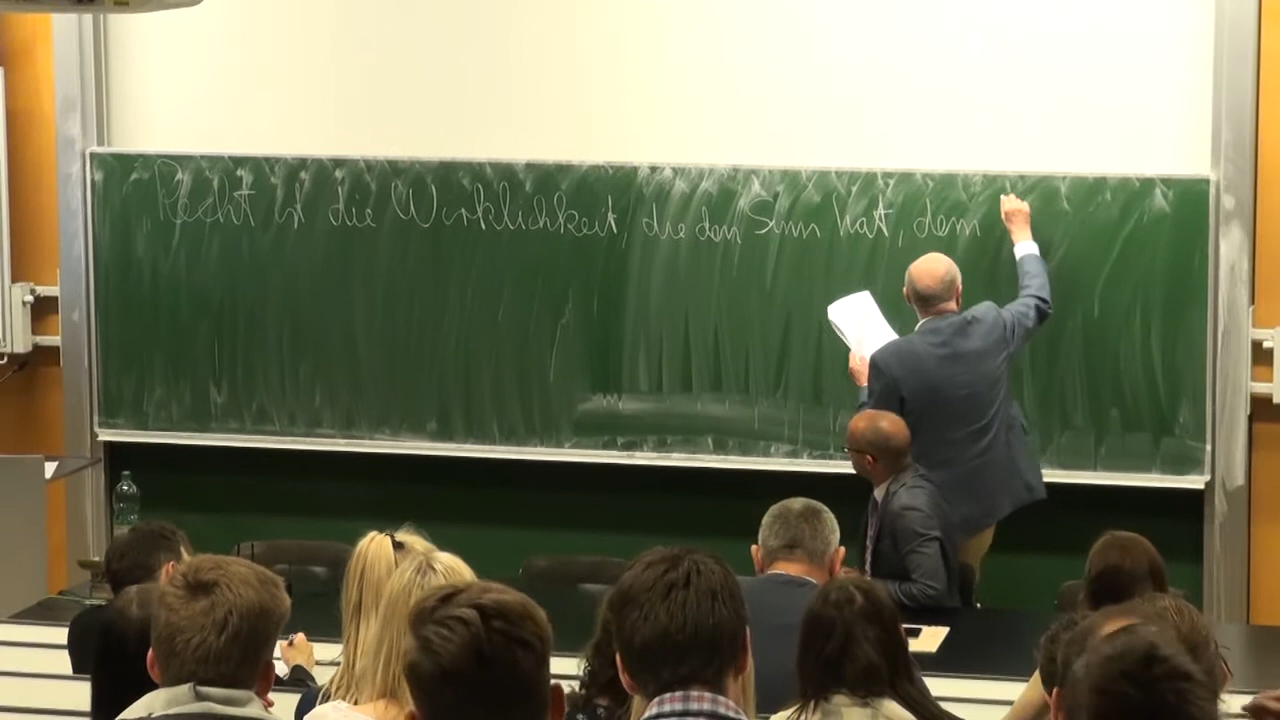 Recht ist die Wirklichkeit, die den Sinn hat, dem